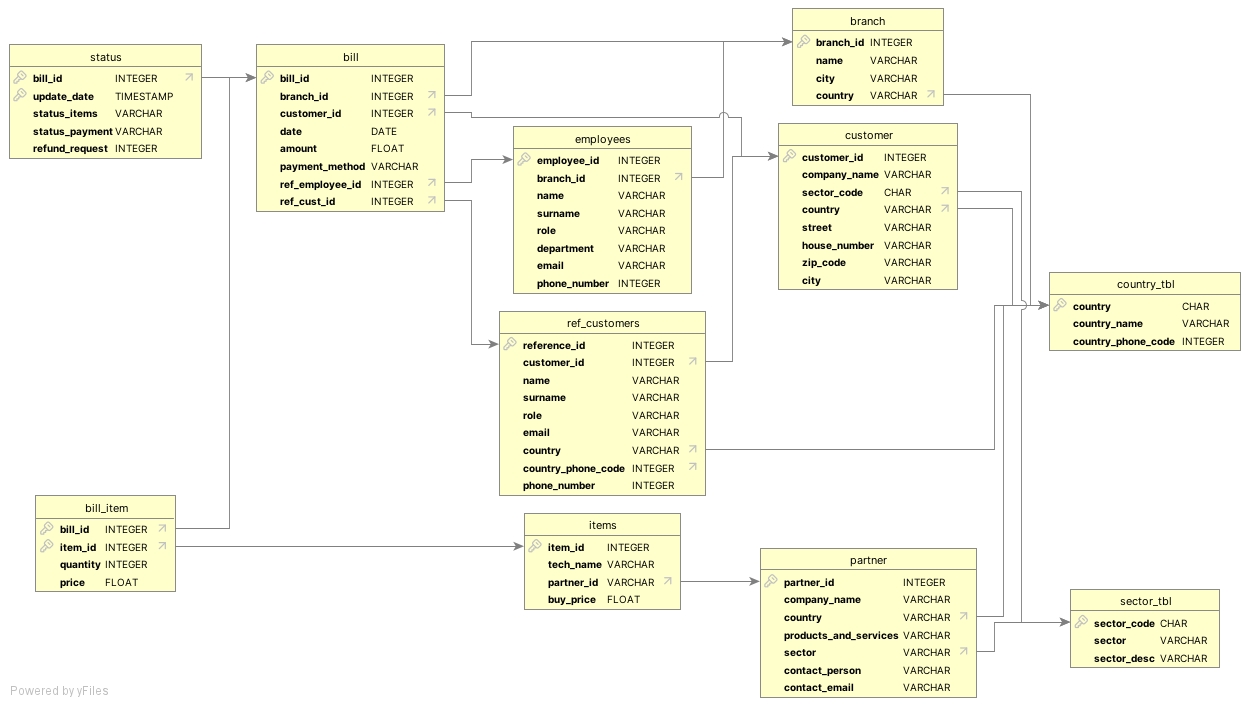 status
bill_id INTEGER
update_date TIMESTAMP
status_items VARCHAR
status_payment VARCHAR
refund_request INTEGER
bill
bill_id INTEGER
branch_id INTEGER
customer_id INTEGER
date DATE
amount FLOAT
payment_method VARCHAR
ref_employee_id INTEGER
ref_cust_id INTEGER
branch
branch_id INTEGER
name VARCHAR
city VARCHAR
country VARCHAR
employees
employee_id INTEGER
branch_id INTEGER
name VARCHAR
surname VARCHAR
role VARCHAR
department VARCHAR
email VARCHAR
phone_number INTEGER
customer
customer_id INTEGER
company_name VARCHAR
sector_code CHAR
country VARCHAR
street VARCHAR
house_number VARCHAR
zip_code VARCHAR
city VARCHAR
country_tbl
country CHAR
country_name VARCHAR
country_phone_code INTEGER
ref_customers
reference_id INTEGER
customer_id INTEGER
name VARCHAR
surname VARCHAR
role VARCHAR
email VARCHAR
country VARCHAR
country_phone_code INTEGER
phone_number INTEGER
bill_item
bill_id INTEGER
item_id INTEGER
quantity INTEGER
price FLOAT
items
item_id INTEGER
tech_name VARCHAR
partner_id VARCHAR
buy_price FLOAT
partner
partner_id INTEGER
company_name VARCHAR
country VARCHAR
products_and_services VARCHAR
sector VARCHAR
contact_person VARCHAR
contact_email VARCHAR
sector_tbl
sector_code CHAR
sector VARCHAR
sector_desc VARCHAR
Powered by yFiles